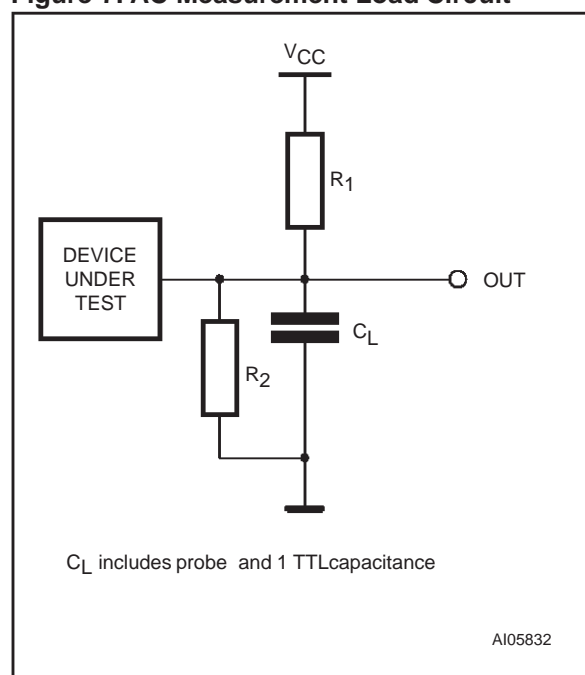 Figure 7. AC Measurement Load Circuit
VCC
R1
DEVICE
UNDER
TEST
OUT
CL
R2
CL includes probe and 1 TTLcapacitance
AI05832